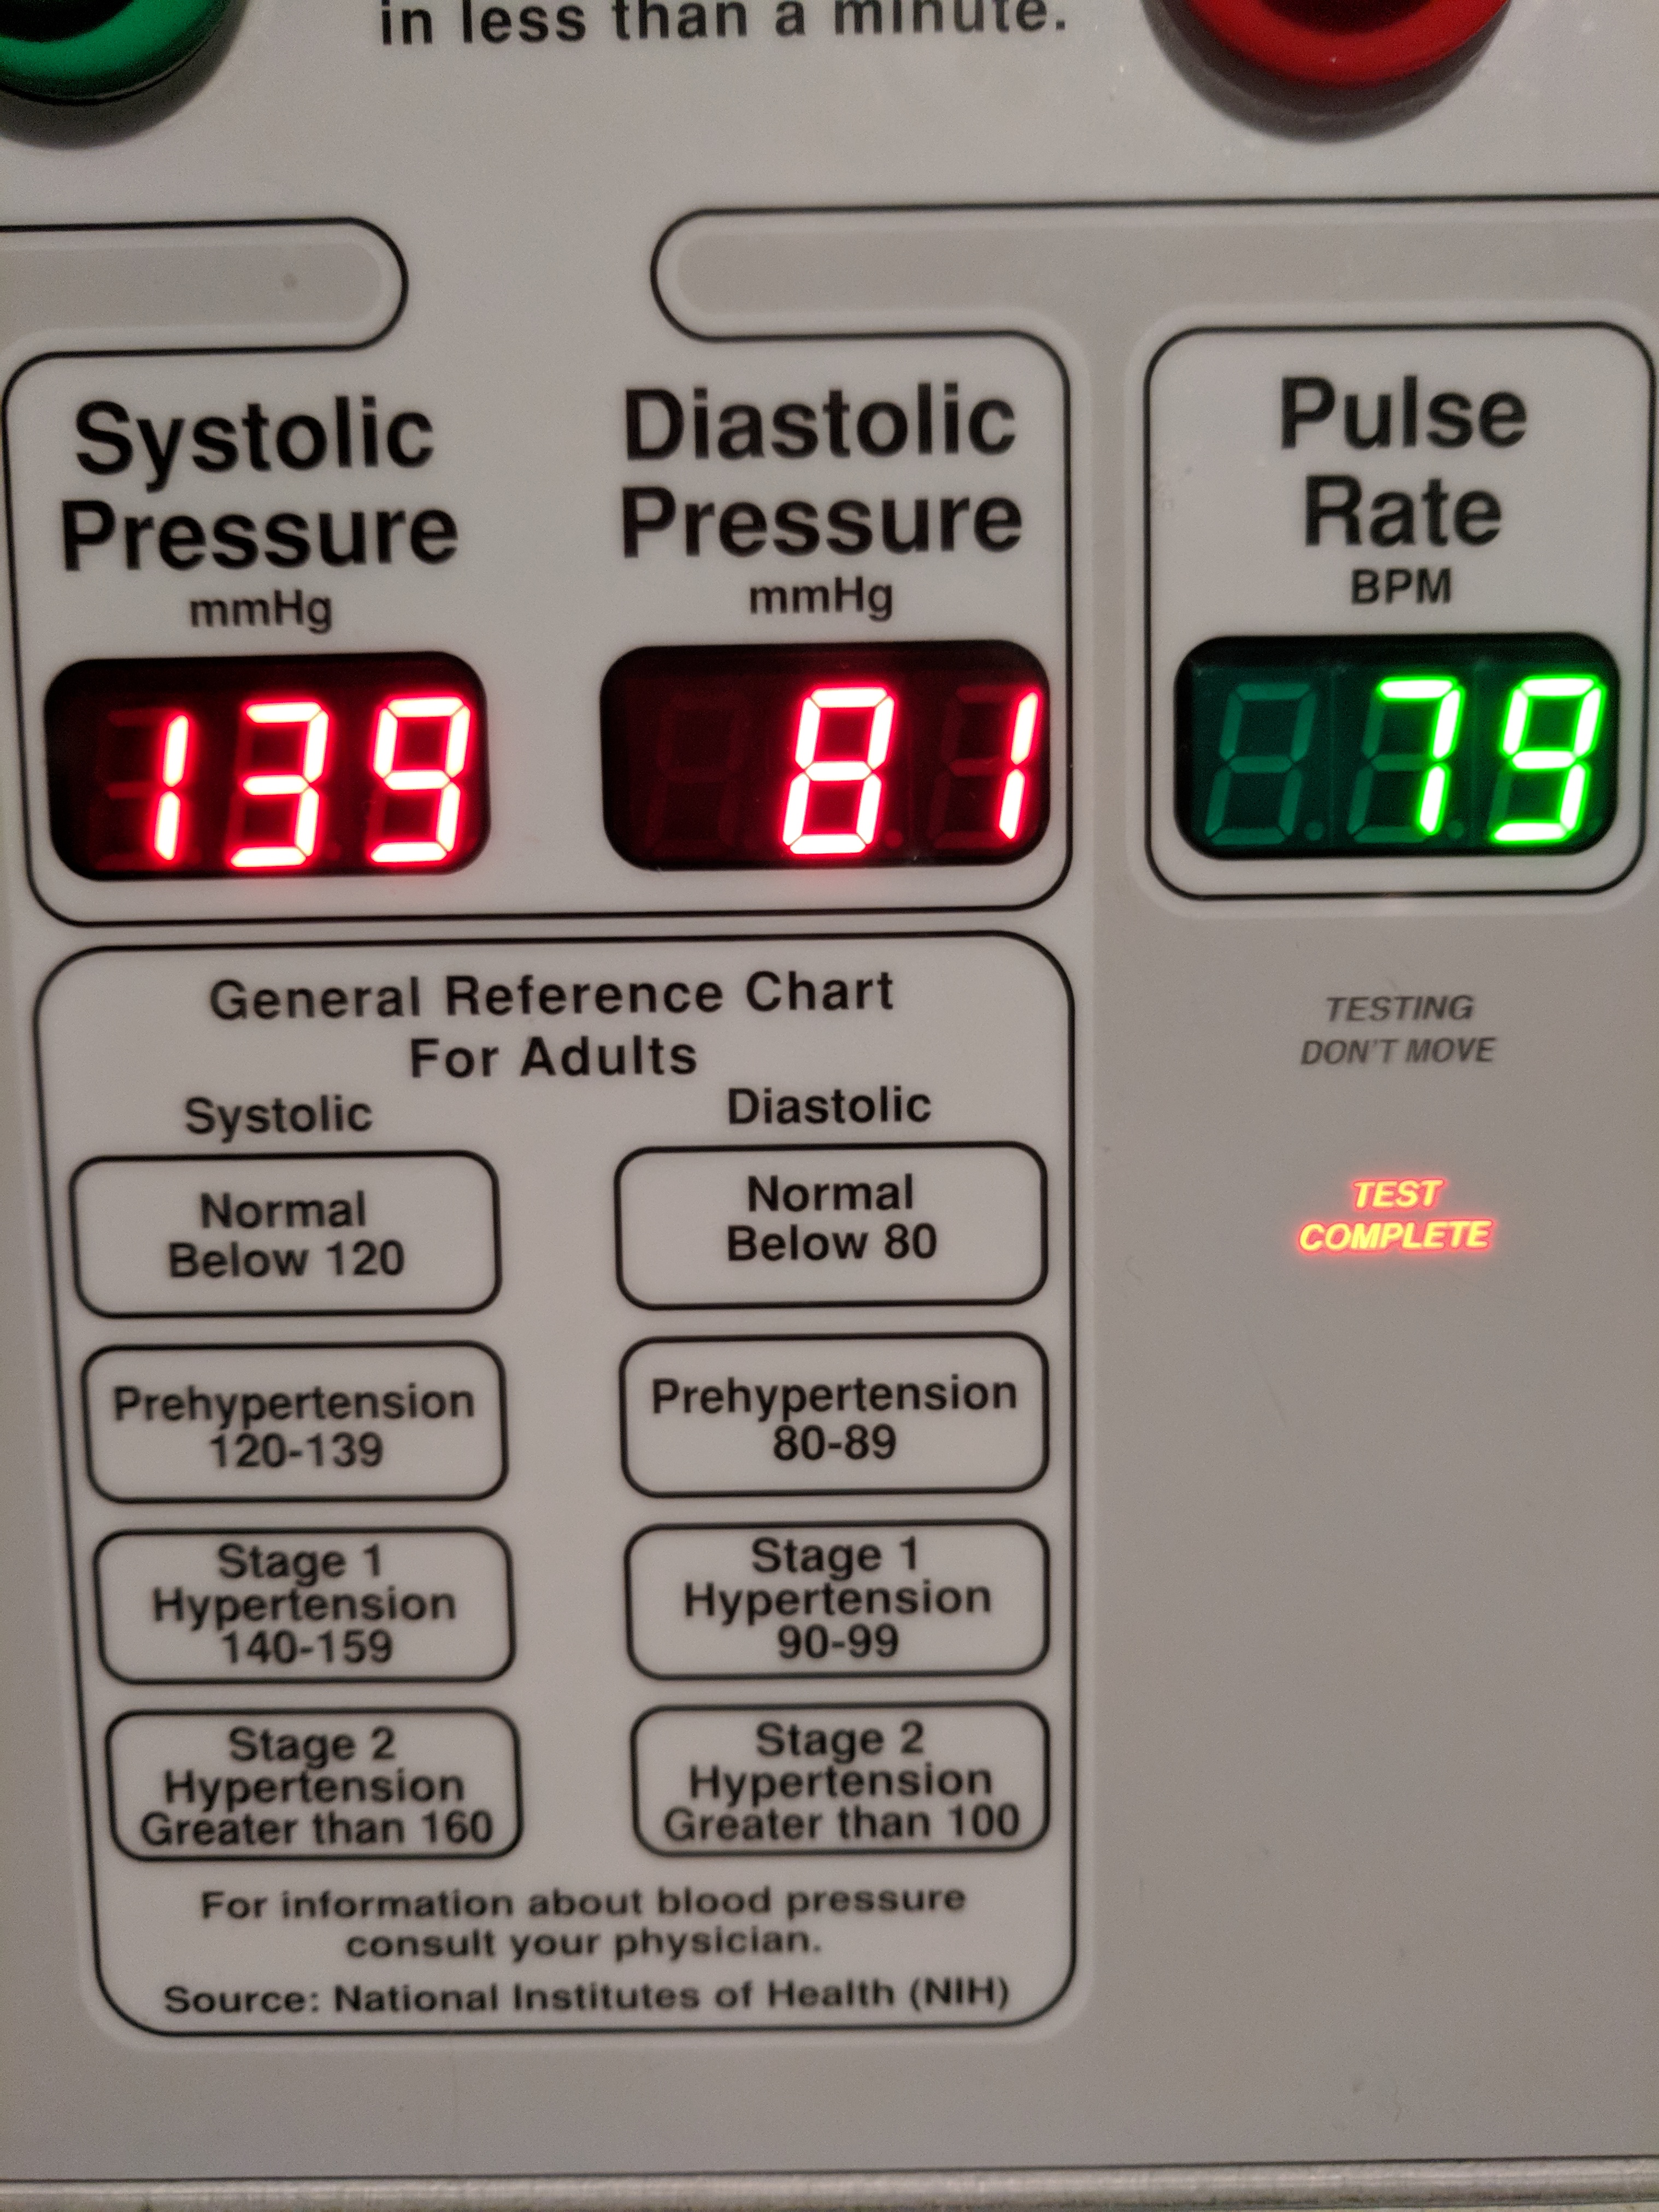 in less than a minute.
Systolic
Pressure
mmHg
139
Diastolic
Pressure
mmHg
81
Pulse
Rate
BPM
79
General Reference Chart
For Adults
Systolic
Diastolic
Normal
Below 120
Normal
Below 80
Prehypertension
120-139
Prehypertension
80-89
Stage 1
Hypertension
140-159
Stage 1
Hypertension
90-99
Stage 2
Hypertension
Greater than 160
Stage 2
Hypertension
Greater than 100
For information about blood pressure
consult your physician.
Source: National Institutes of Health (NIH)
TESTING
DON'T MOVE
TEST
COMPLETE